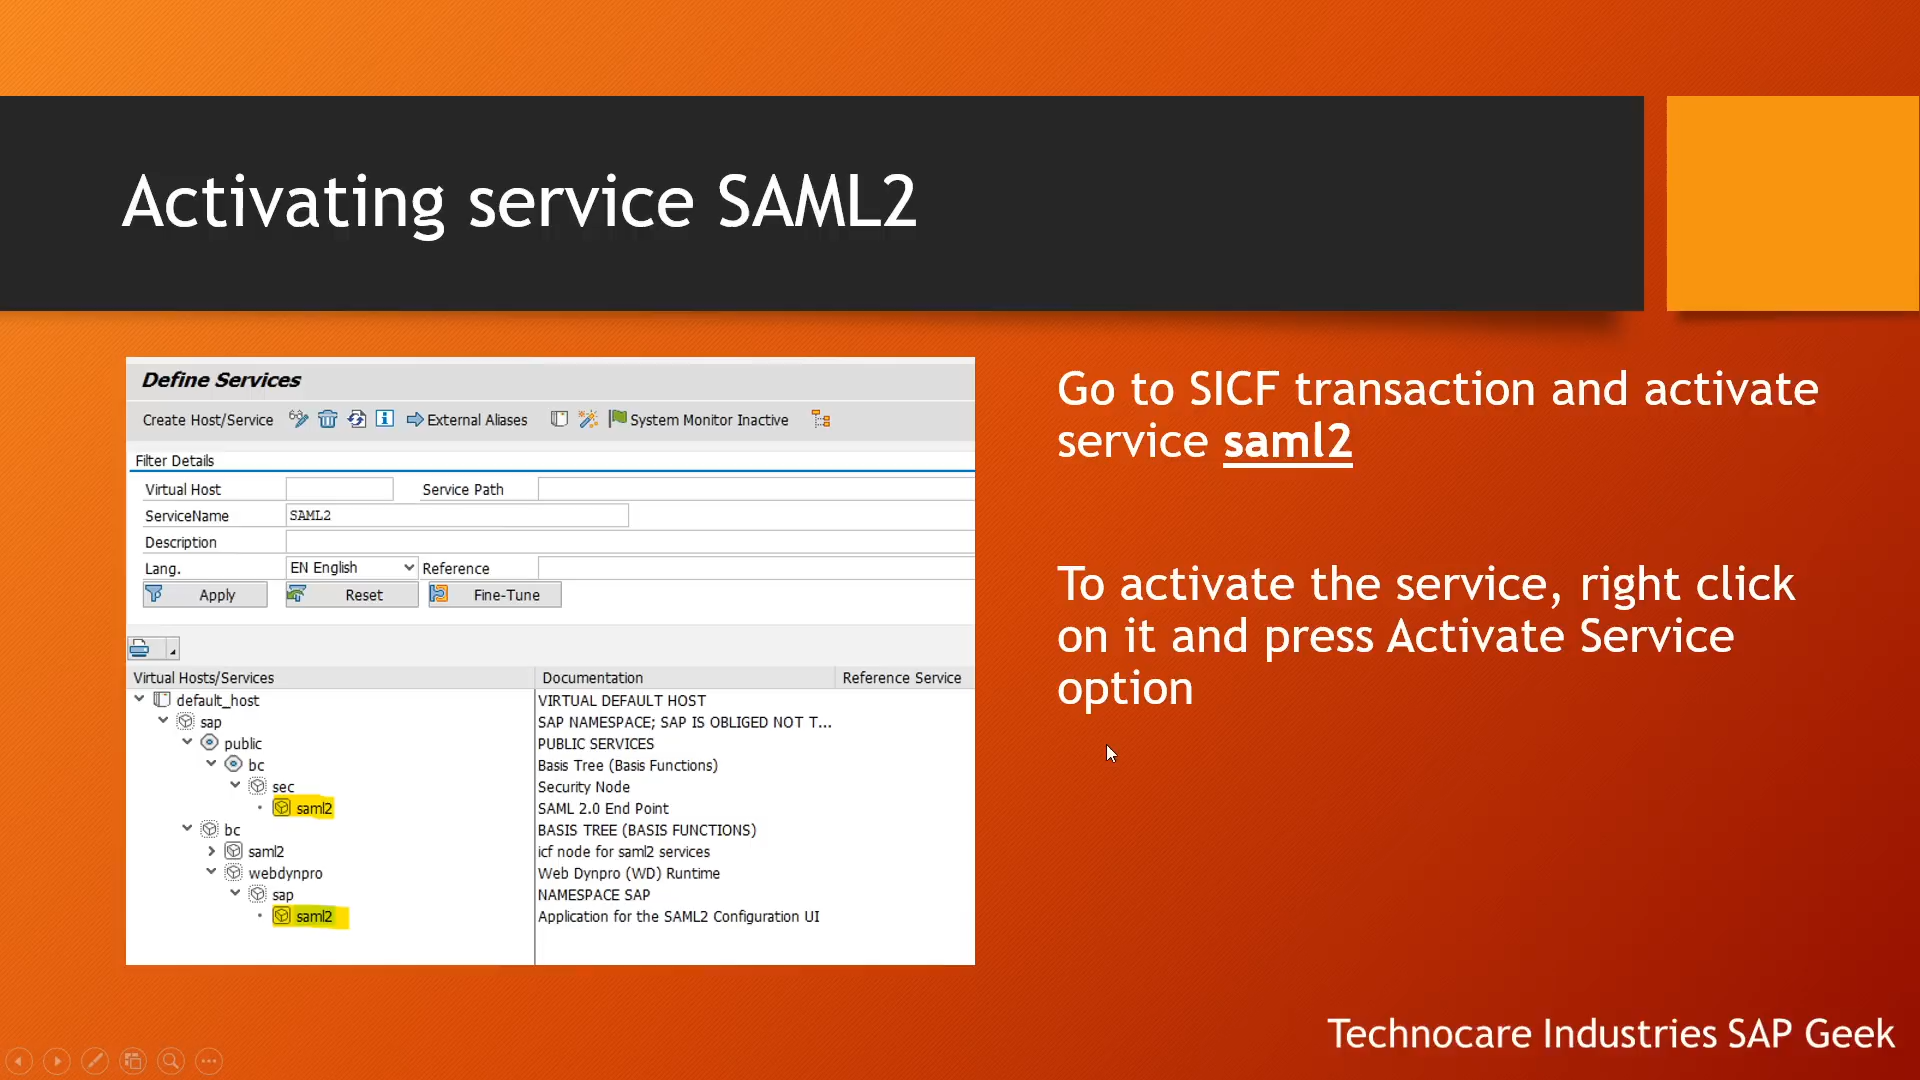 Activating service SAML2
Define Services
Create Host/Service External Aliases System Monitor Inactive
Filter Details
Virtual Host Service Path
ServiceName SAML2
Description
Lang. EN English Reference
Apply Reset Fine-Tune
Virtual Hosts/Services Documentation Reference Service
default_host VIRTUAL DEFAULT HOST
sap SAP NAMESPACE; SAP IS OBLIGED NOT T...
public PUBLIC SERVICES
bc Basis Tree (Basis Functions)
sec Security Node
saml2 SAML 2.0 End Point
bc BASIS TREE (BASIS FUNCTIONS)
saml2 icf node for saml2 services
webdynpro Web Dynpro (WD) Runtime
sap NAMESPACE SAP
saml2 Application for the SAML2 Configuration UI
Go to SICF transaction and activate
service saml2
To activate the service, right click
on it and press Activate Service
option
Technocare Industries SAP Geek